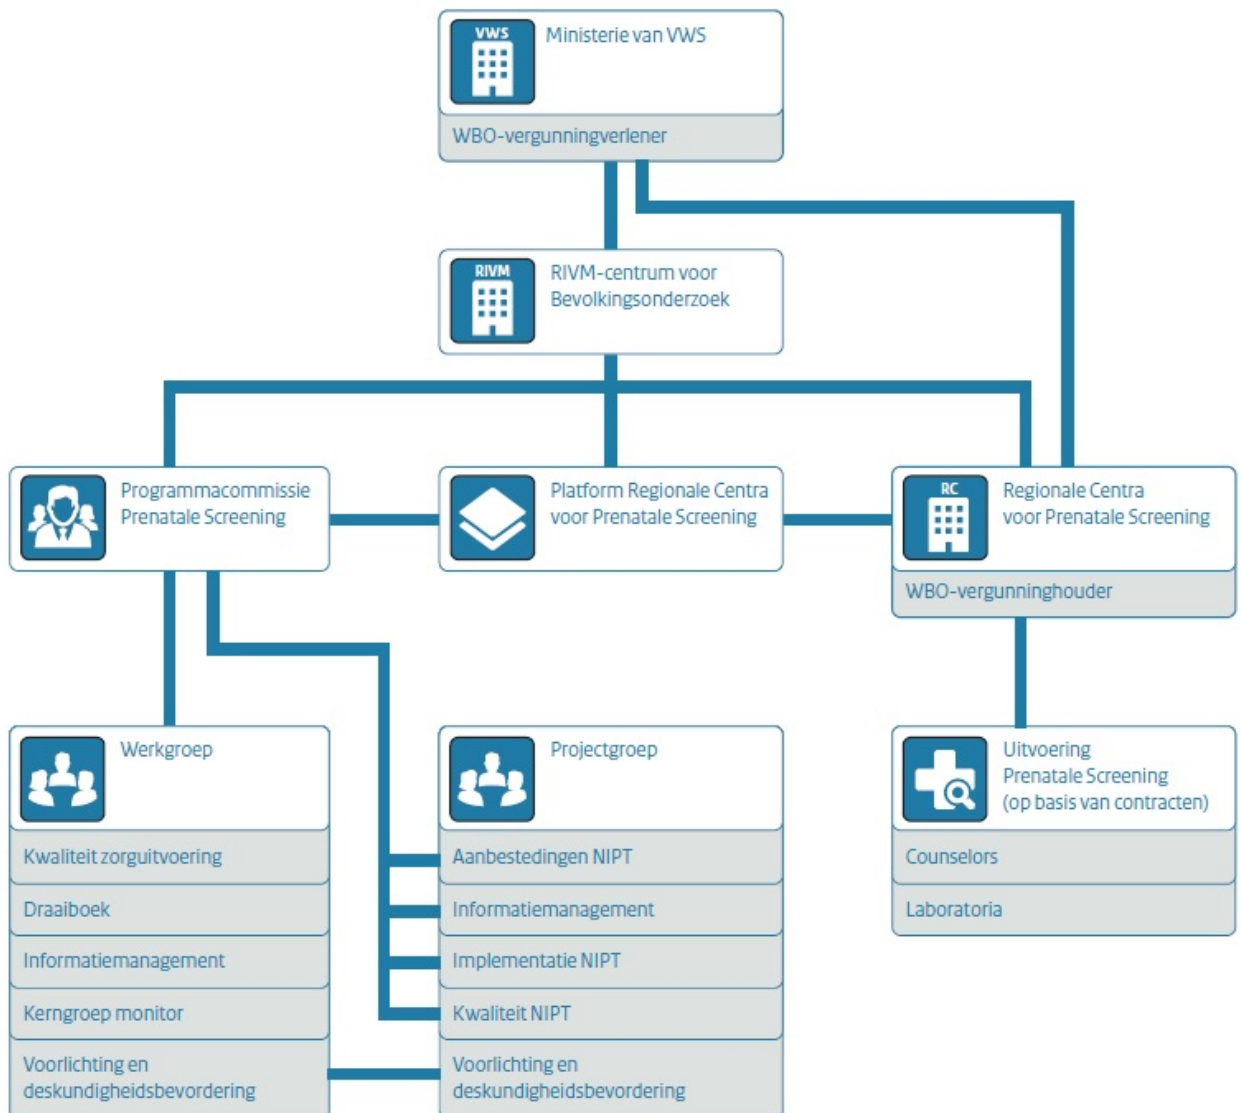 VWS
Ministerie van VWS
WBO-vergunningverlener
RIVM
RIVM-centrum voor
Bevolkingsonderzoek
Programmacommissie
Prenatale Screening
Platform Regionale Centra
voor Prenatale Screening
RC
Regionale Centra
voor Prenatale Screening
WBO-vergunninghouder
Werkgroep
Kwaliteit zorguitvoering
Draaiboek
Informatiemanagement
Kerngroep monitor
Voorlichting en
deskundigheidsbevordering
Projectgroep
Aanbestedingen NIPT
Informatiemanagement
Implementatie NIPT
Kwaliteit NIPT
Voorlichting en
deskundigheidsbevordering
Uitvoering
Prenatale Screening
(op basis van contracten)
Counselors
Laboratoria